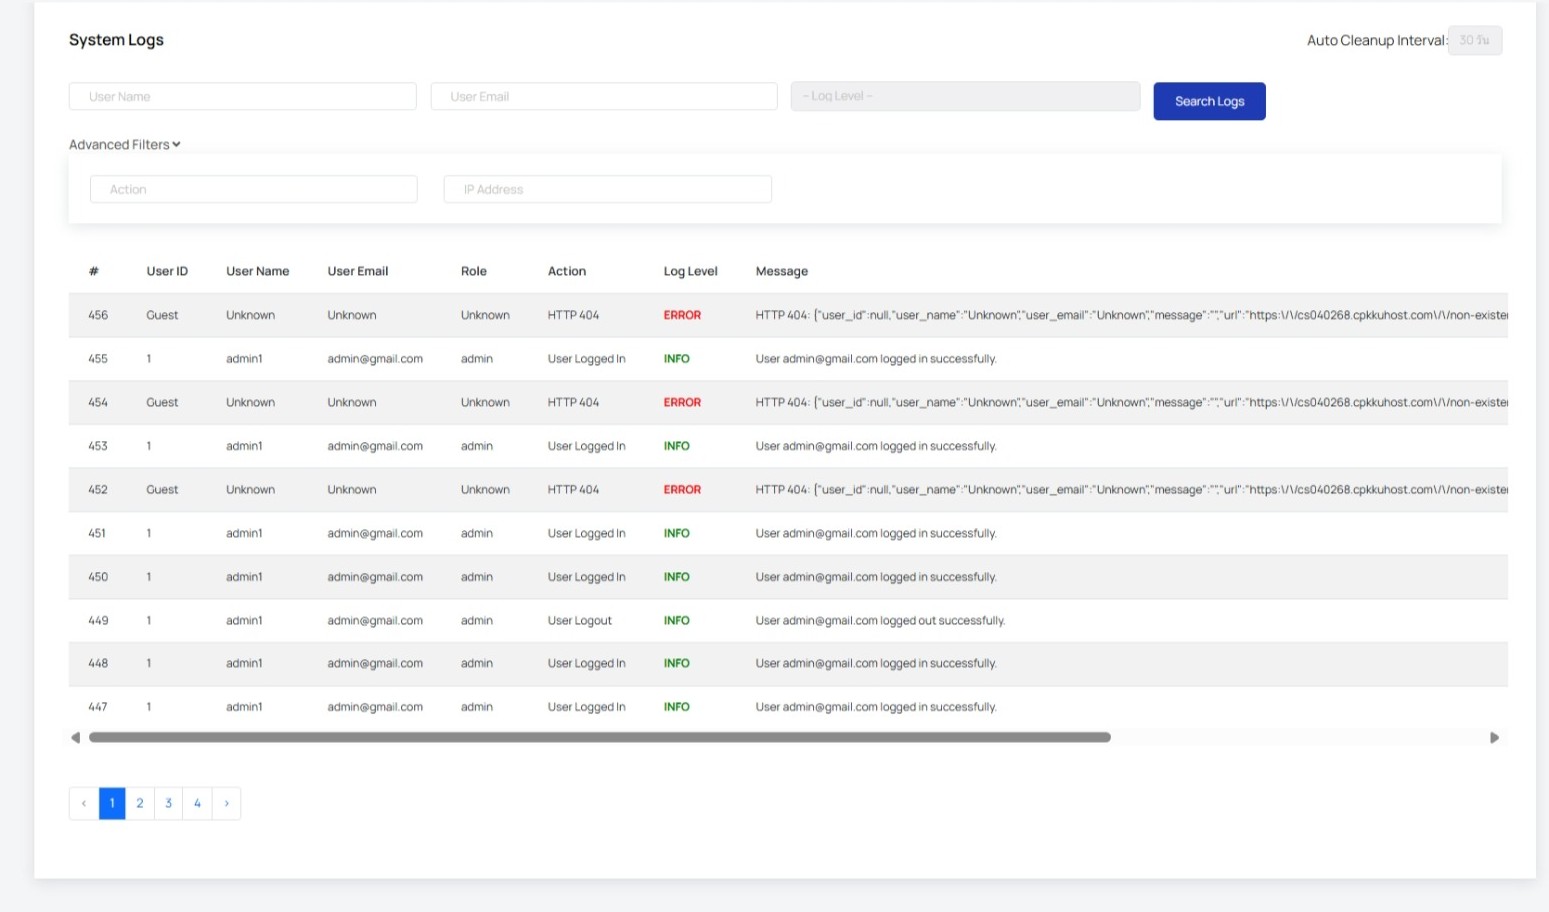 System Logs
Auto Cleanup Interval: 30 วัน
User Name
User Email
-- Log Level --
Search Logs
Advanced Filters
Action
IP Address
# User ID User Name User Email Role Action Log Level Message
456 Guest Unknown Unknown Unknown HTTP 404 ERROR HTTP 404: {"user_id":null,"user_name":"Unknown","user_email":"Unknown","message":"","url":"https:\/\/cs040268.cpkkuhost.com\/\/non-exister
455 1 admin1 admin@gmail.com admin User Logged In INFO User admin@gmail.com logged in successfully.
454 Guest Unknown Unknown Unknown HTTP 404 ERROR HTTP 404: {"user_id":null,"user_name":"Unknown","user_email":"Unknown","message":"","url":"https:\/\/cs040268.cpkkuhost.com\/\/non-exister
453 1 admin1 admin@gmail.com admin User Logged In INFO User admin@gmail.com logged in successfully.
452 Guest Unknown Unknown Unknown HTTP 404 ERROR HTTP 404: {"user_id":null,"user_name":"Unknown","user_email":"Unknown","message":"","url":"https:\/\/cs040268.cpkkuhost.com\/\/non-exister
451 1 admin1 admin@gmail.com admin User Logged In INFO User admin@gmail.com logged in successfully.
450 1 admin1 admin@gmail.com admin User Logged In INFO User admin@gmail.com logged in successfully.
449 1 admin1 admin@gmail.com admin User Logout INFO User admin@gmail.com logged out successfully.
448 1 admin1 admin@gmail.com admin User Logged In INFO User admin@gmail.com logged in successfully.
447 1 admin1 admin@gmail.com admin User Logged In INFO User admin@gmail.com logged in successfully.
‹ 1 2 3 4 ›